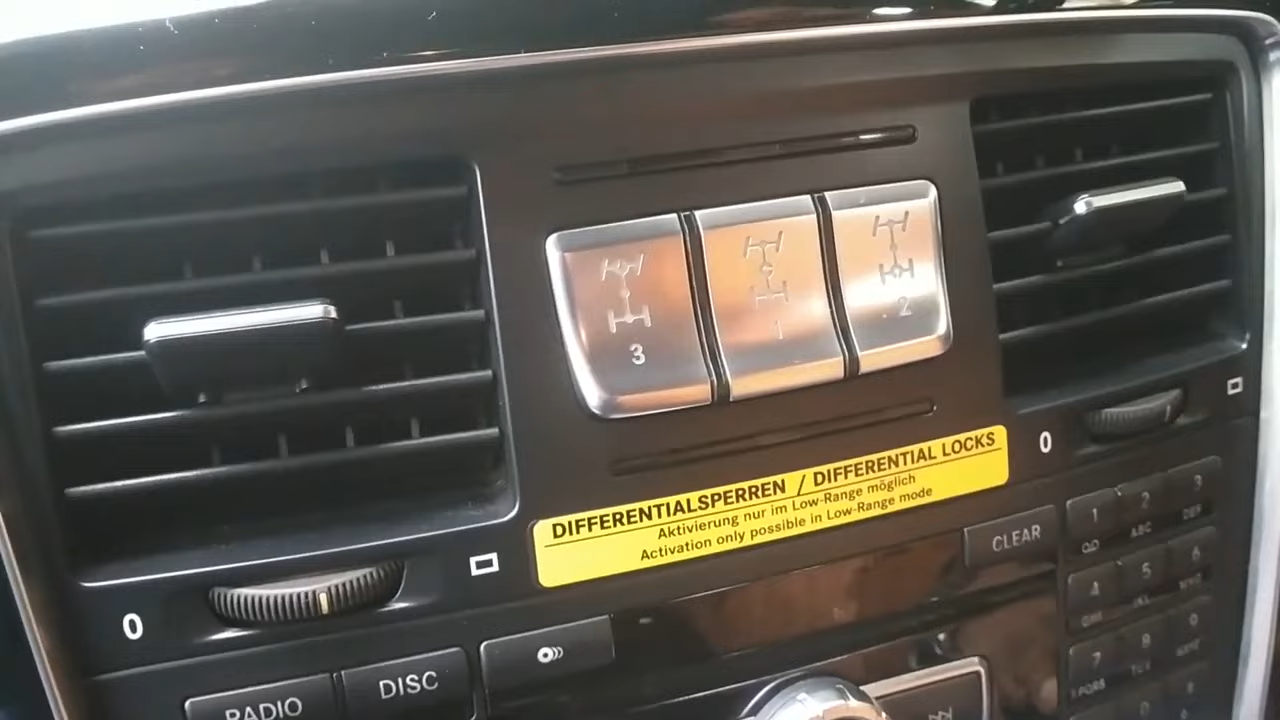 3
1
2
DIFFERENTIALSPERREN / DIFFERENTIAL LOCKS
Aktivierung nur im Low-Range möglich
Activation only possible in Low-Range mode
0
0
CLEAR
1
2
3
ABC
DEF
4
5
6
7
8
9
RADIO
DISC